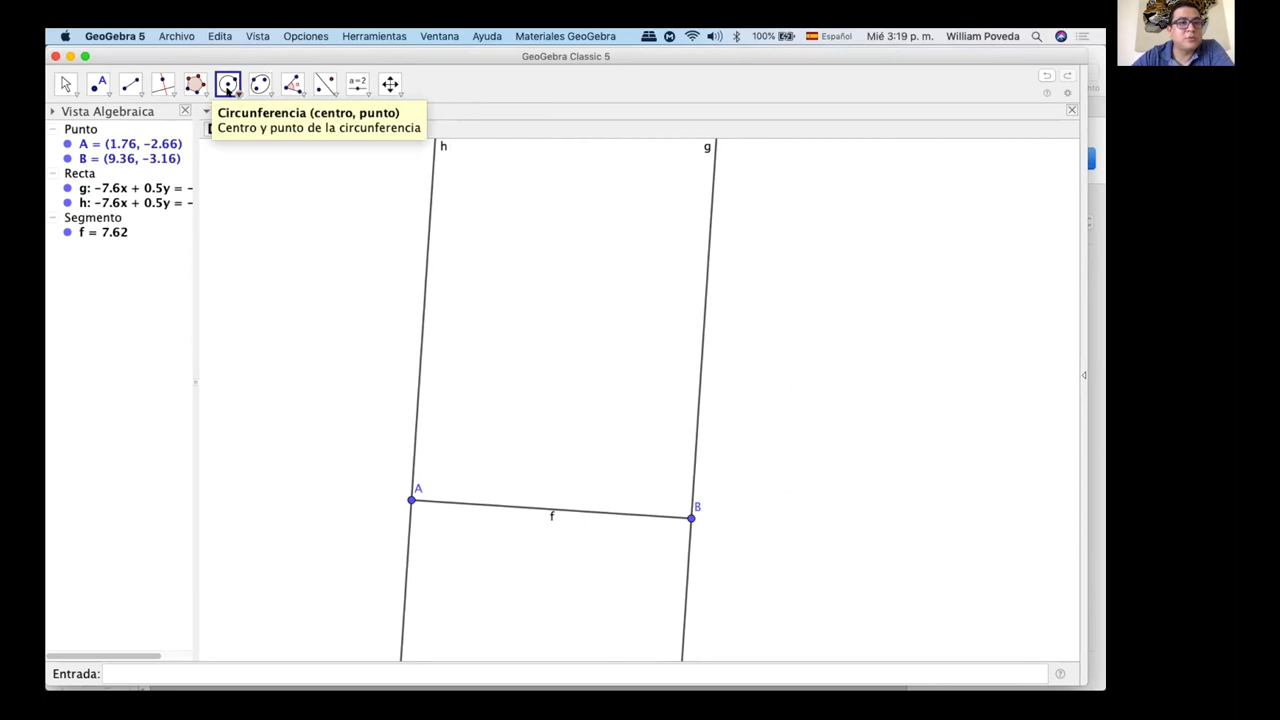 GeoGebra 5 Archivo Edita Vista Opciones Herramientas Ventana Ayuda Materiales GeoGebra 100% Español Mié 3:19 p. m. William Poveda
GeoGebra Classic 5
A a=2
Vista Algebraica
Circunferencia (centro, punto)
Centro y punto de la circunferencia
Punto
A = (1.76, -2.66)
B = (9.36, -3.16)
Recta
g: -7.6x + 0.5y = -
h: -7.6x + 0.5y = -
Segmento
f = 7.62
h
g
A
B
f
Entrada: